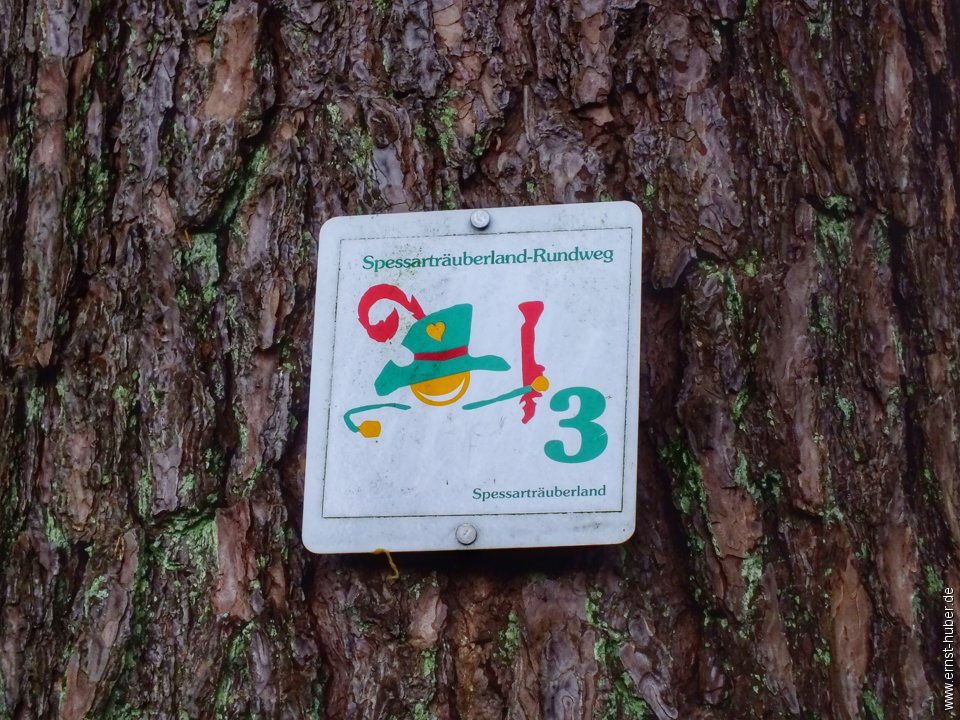 Spessarträuberland-Rundweg
3
Spessarträuberland
www.ernst-huber.de